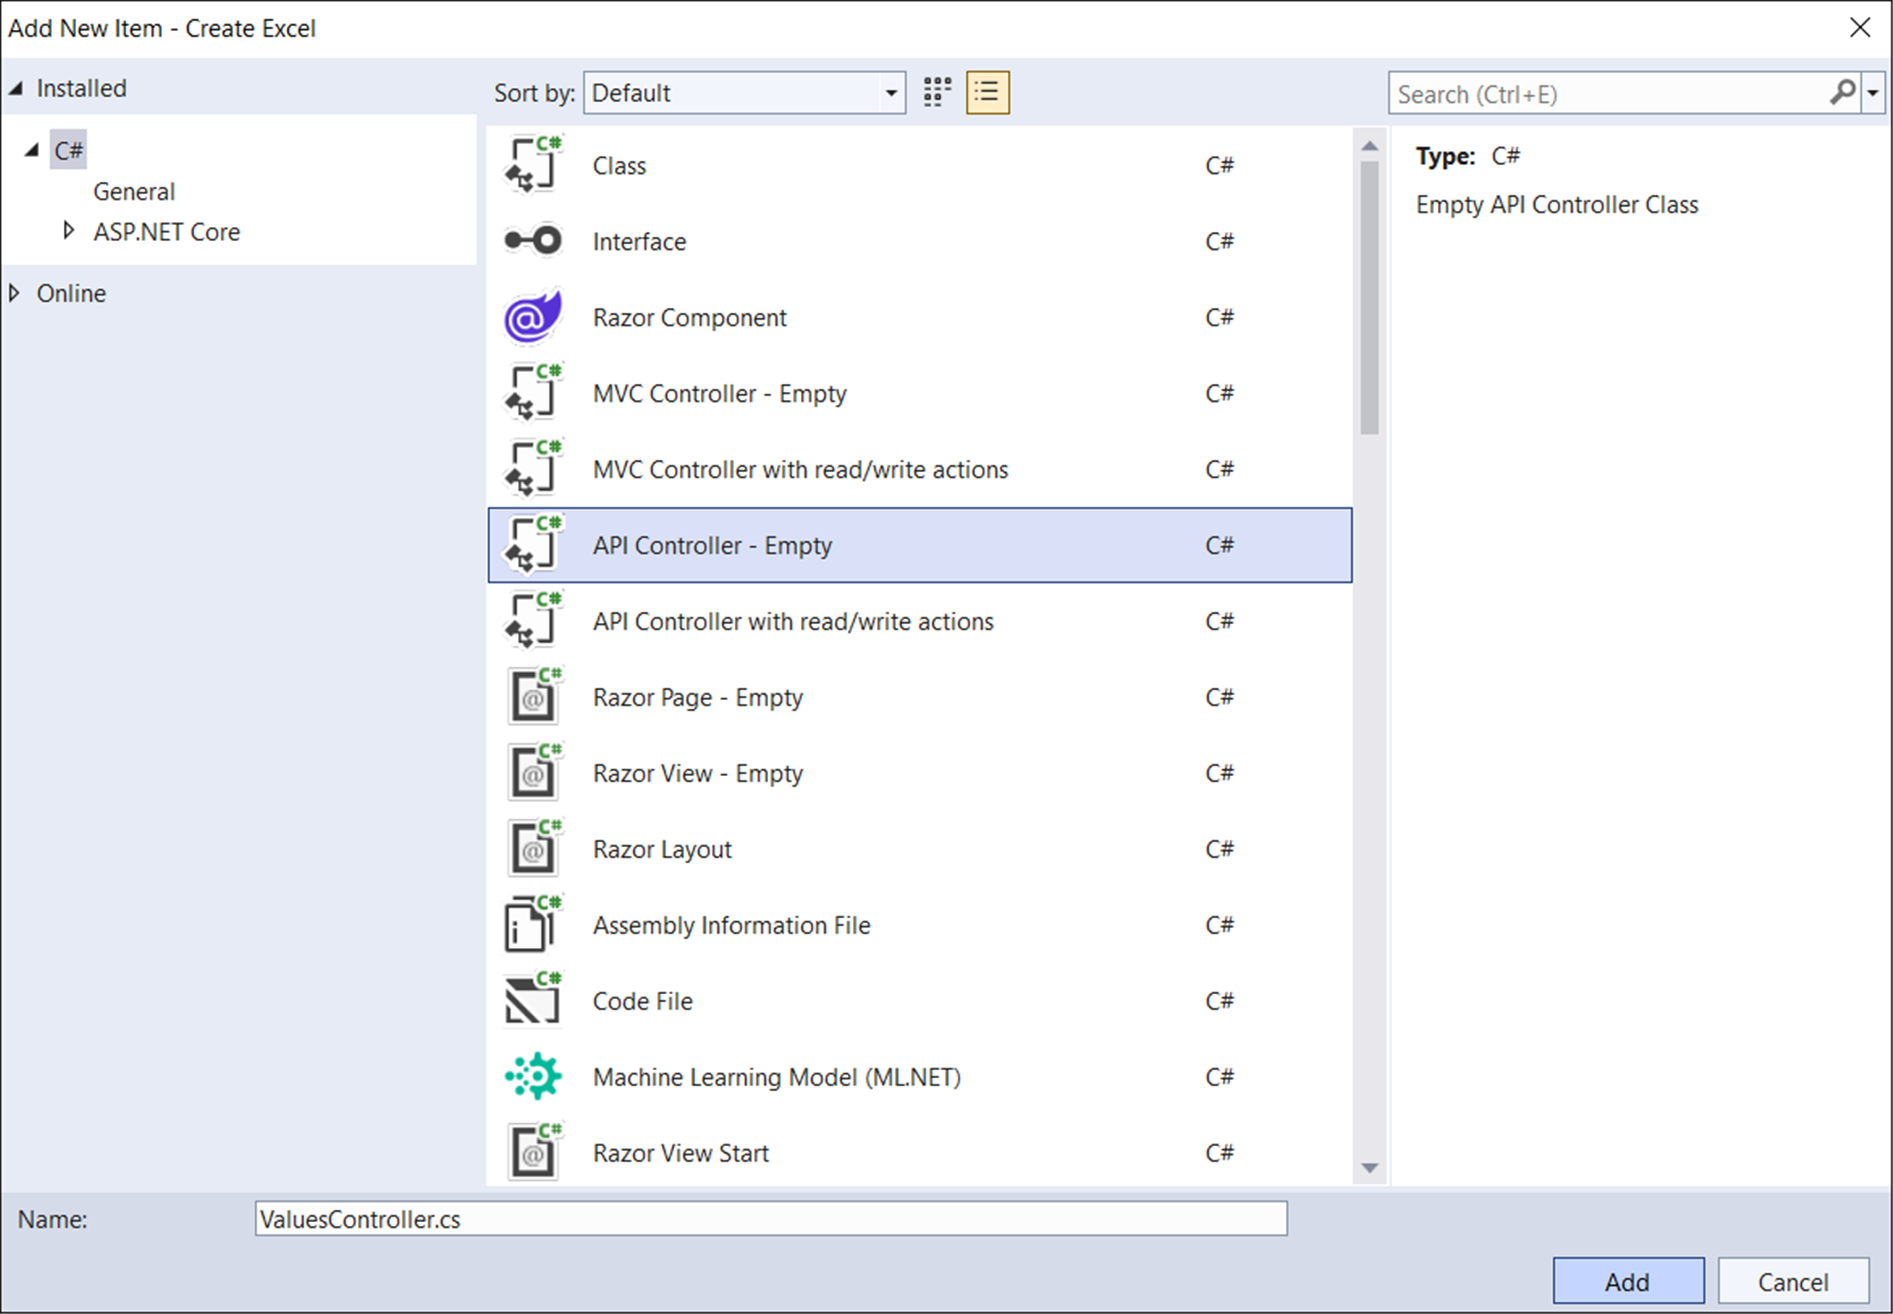 Add New Item - Create Excel
Installed
Sort by: Default
Search (Ctrl+E)
C#
General
ASP.NET Core
Online
Class C#
Interface C#
Razor Component C#
MVC Controller - Empty C#
MVC Controller with read/write actions C#
API Controller - Empty C#
API Controller with read/write actions C#
Razor Page - Empty C#
Razor View - Empty C#
Razor Layout C#
Assembly Information File C#
Code File C#
Machine Learning Model (ML.NET) C#
Razor View Start C#
Type: C#
Empty API Controller Class
Name: ValuesController.cs
Add Cancel